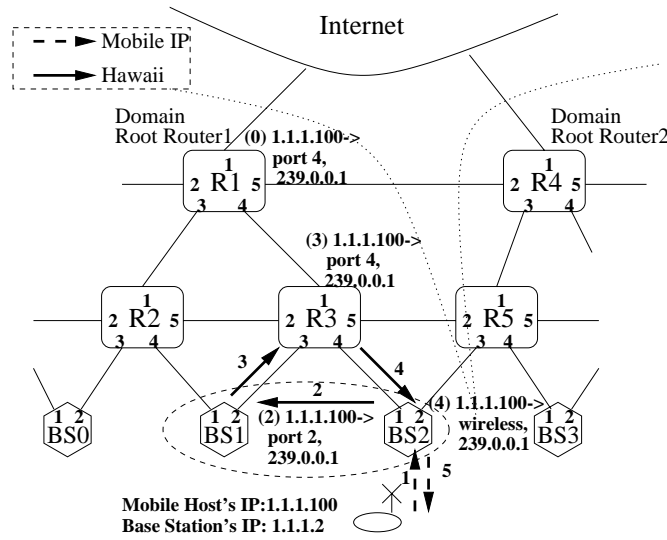 Internet
Mobile IP
Hawaii
Domain
Root Router1
Domain
Root Router2
(0) 1.1.1.100->
port 4,
239.0.0.1
1
2 R1 5
3 4
1
2 R4 5
3 4
(3) 1.1.1.100->
port 4,
239.0.0.1
1
2 R2 5
3 4
1
2 R3 5
3 4
1
2 R5 5
3 4
3
4
2
1 2
BS0
1 2
BS1
(2) 1.1.1.100->
port 2,
239.0.0.1
1 2
BS2
(4) 1.1.1.100->
wireless,
239.0.0.1
1 2
BS3
1
5
Mobile Host's IP:1.1.1.100
Base Station's IP: 1.1.1.2